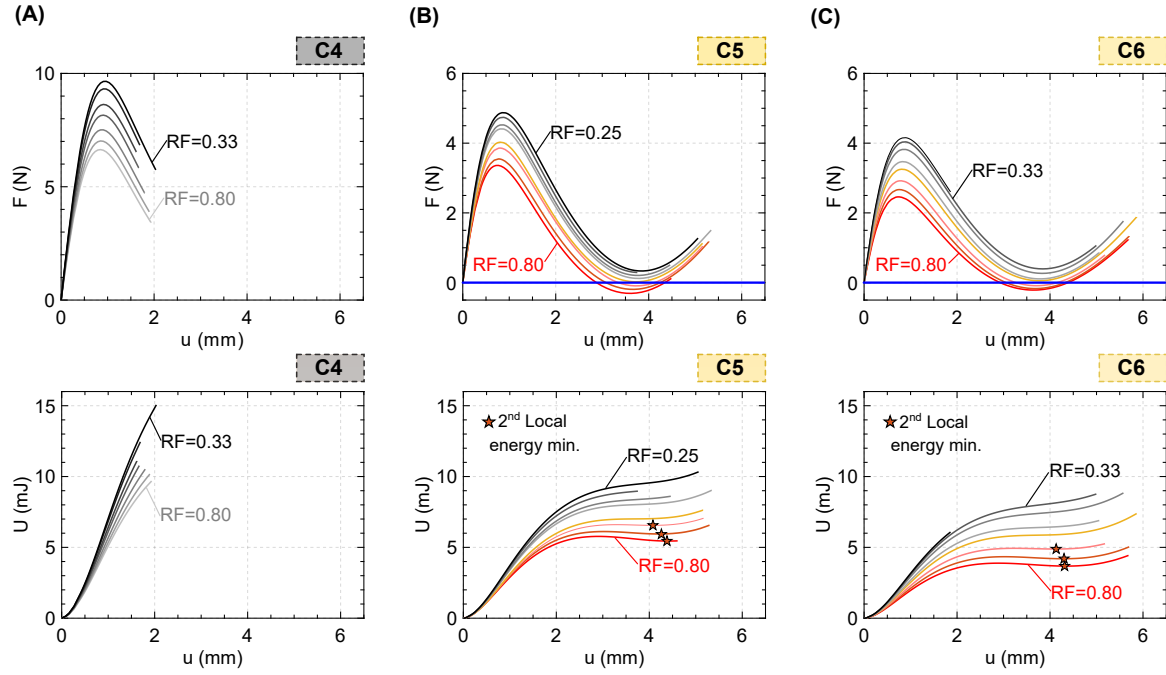 (A)
C4
10
5
0
F (N)
RF=0.33
RF=0.80
0
2
4
6
u (mm)
(B)
C5
6
4
2
0
F (N)
RF=0.25
RF=0.80
0
2
4
6
u (mm)
(C)
C6
6
4
2
0
F (N)
RF=0.33
RF=0.80
0
2
4
6
u (mm)
C4
15
10
5
0
U (mJ)
RF=0.33
RF=0.80
0
2
4
6
u (mm)
C5
15
10
5
0
U (mJ)
2nd Local
energy min.
RF=0.25
RF=0.80
0
2
4
6
u (mm)
C6
15
10
5
0
U (mJ)
2nd Local
energy min.
RF=0.33
RF=0.80
0
2
4
6
u (mm)